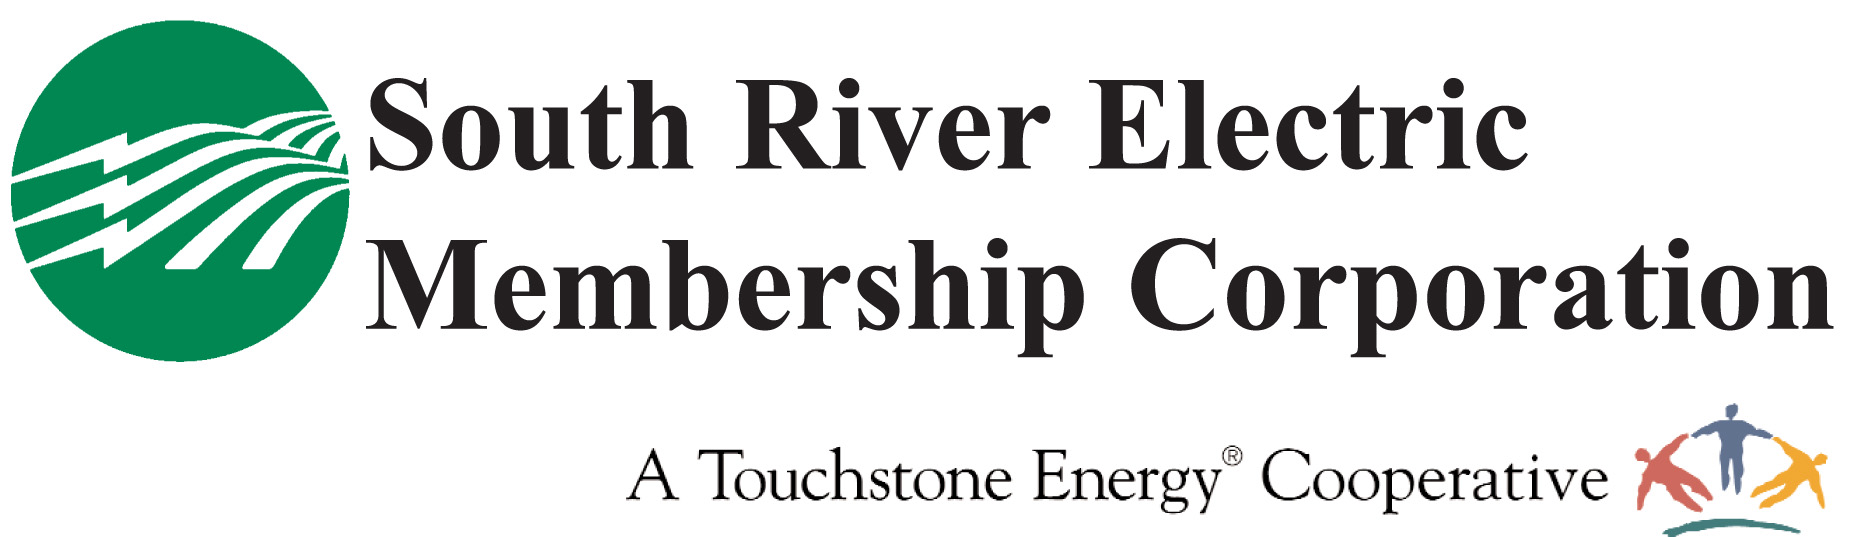 South River Electric
Membership Corporation
A Touchstone Energy® Cooperative